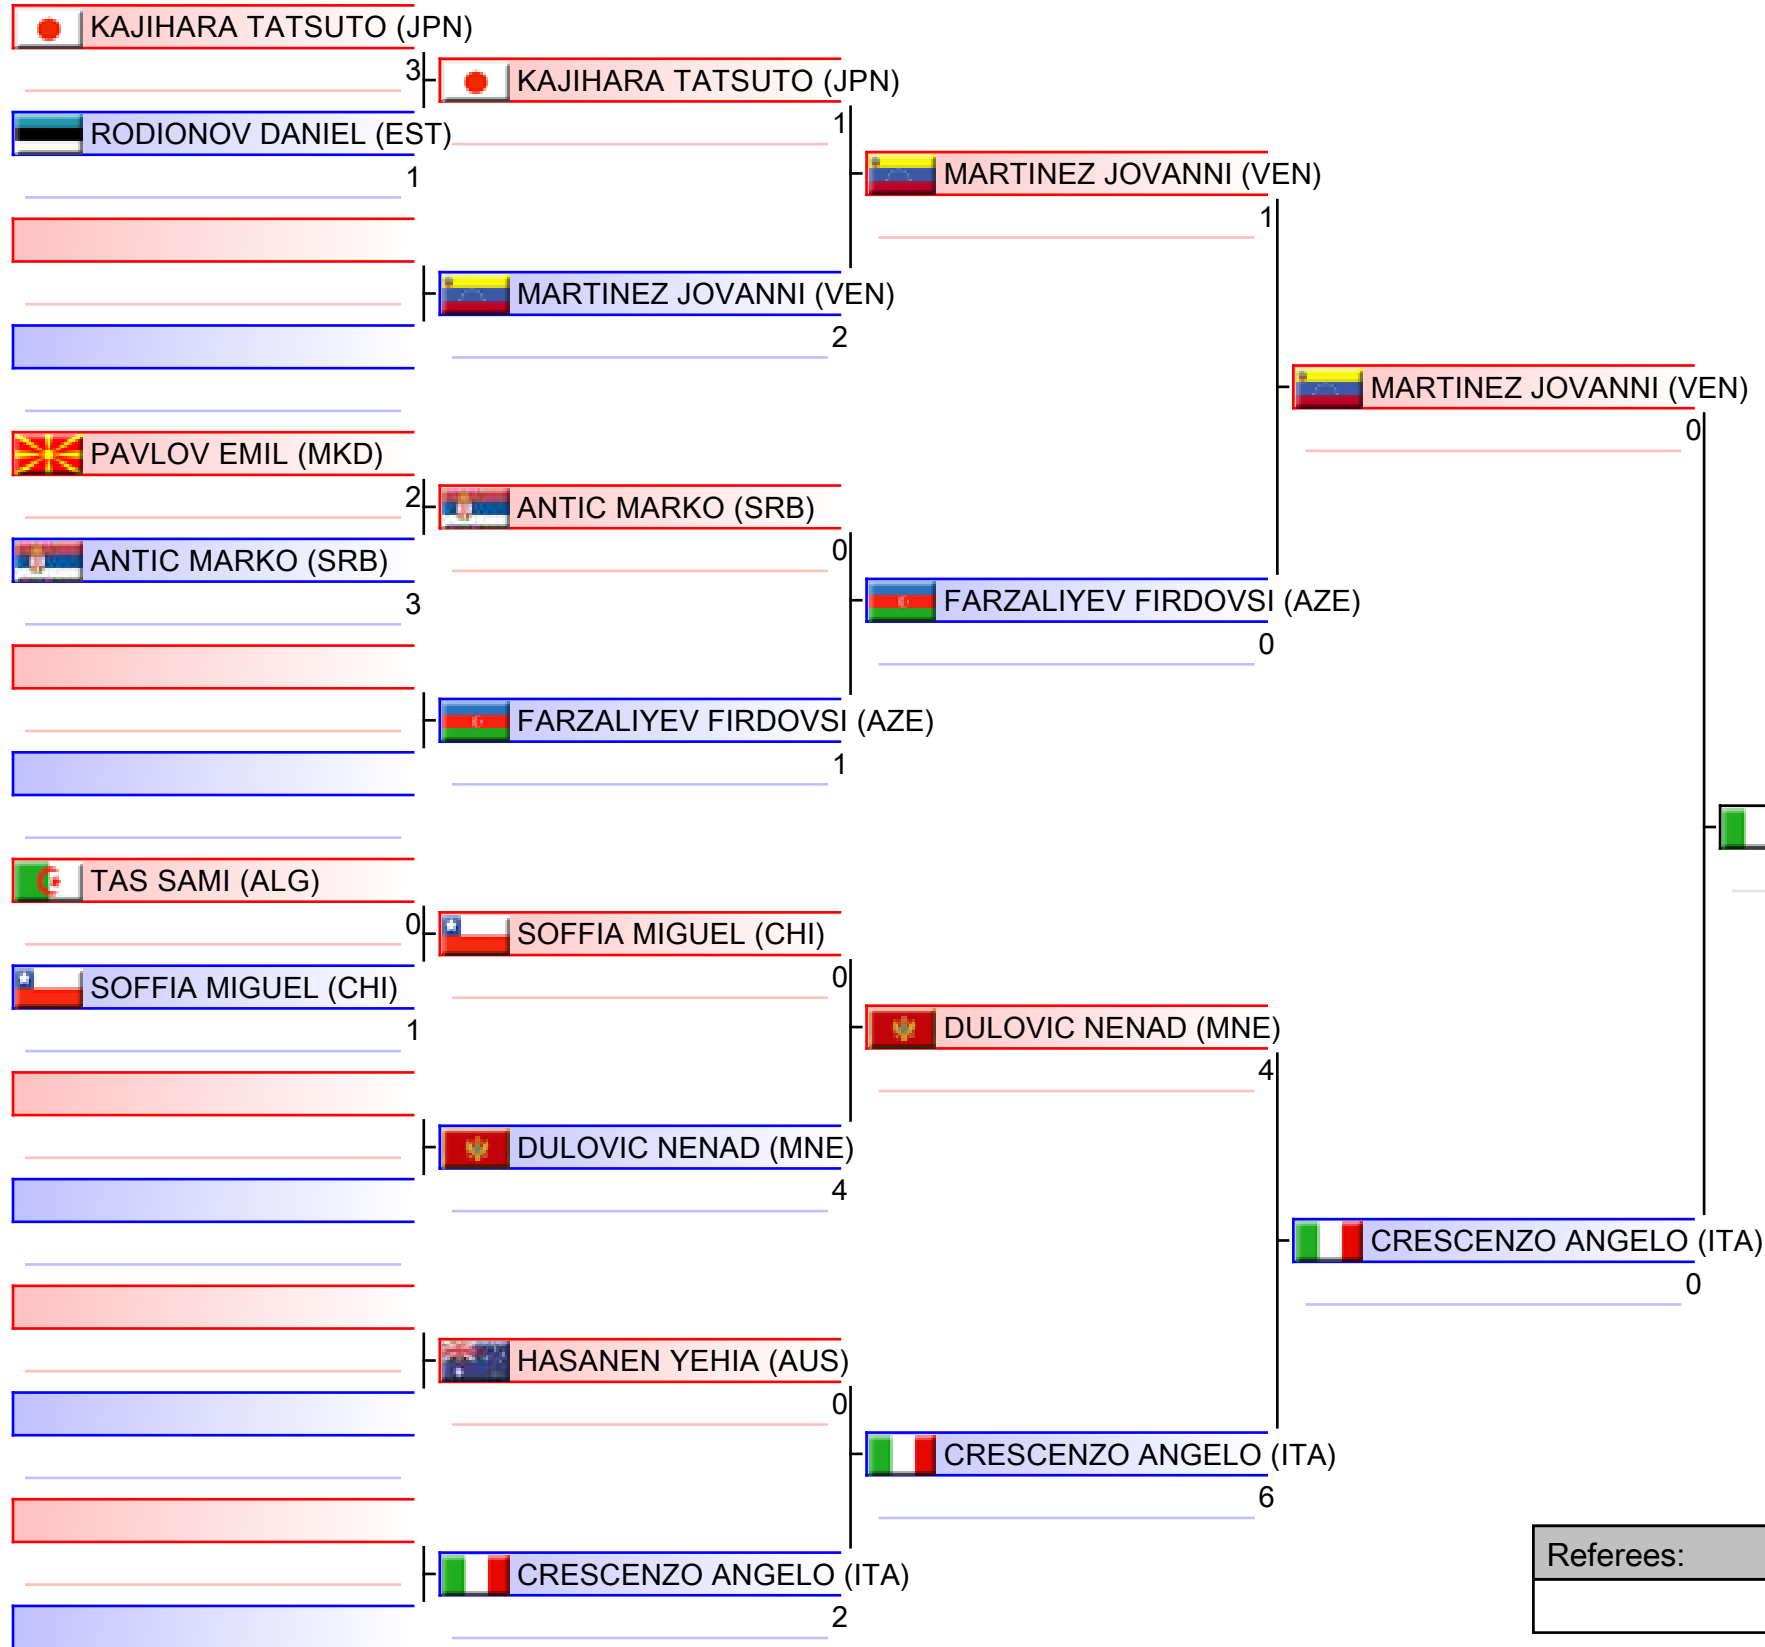 KAJIHARA TATSUTO (JPN)
3
KAJIHARA TATSUTO (JPN)
1
RODIONOV DANIEL (EST)
1
MARTINEZ JOVANNI (VEN)
1
MARTINEZ JOVANNI (VEN)
2
MARTINEZ JOVANNI (VEN)
0
PAVLOV EMIL (MKD)
2
ANTIC MARKO (SRB)
0
ANTIC MARKO (SRB)
3
FARZALIYEV FIRDOVSI (AZE)
0
FARZALIYEV FIRDOVSI (AZE)
1
TAS SAMI (ALG)
0
SOFFIA MIGUEL (CHI)
0
SOFFIA MIGUEL (CHI)
1
DULOVIC NENAD (MNE)
4
DULOVIC NENAD (MNE)
4
CRESCENZO ANGELO (ITA)
0
HASANEN YEHIA (AUS)
0
CRESCENZO ANGELO (ITA)
6
CRESCENZO ANGELO (ITA)
2
Referees: